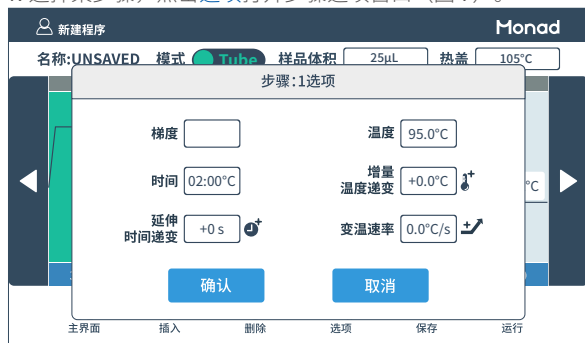 新建程序
Monad
名称:UNSAVED 模式 Tube 样品体积 25μL 热盖 105°C
步骤:1选项
梯度
温度 95.0°C
时间 02:00°C
增量
温度递变 +0.0°C
°C
延伸
时间递变 +0 s
变温速率 0.0°C/s
确认
取消
主界面 插入 删除 选项 保存 运行